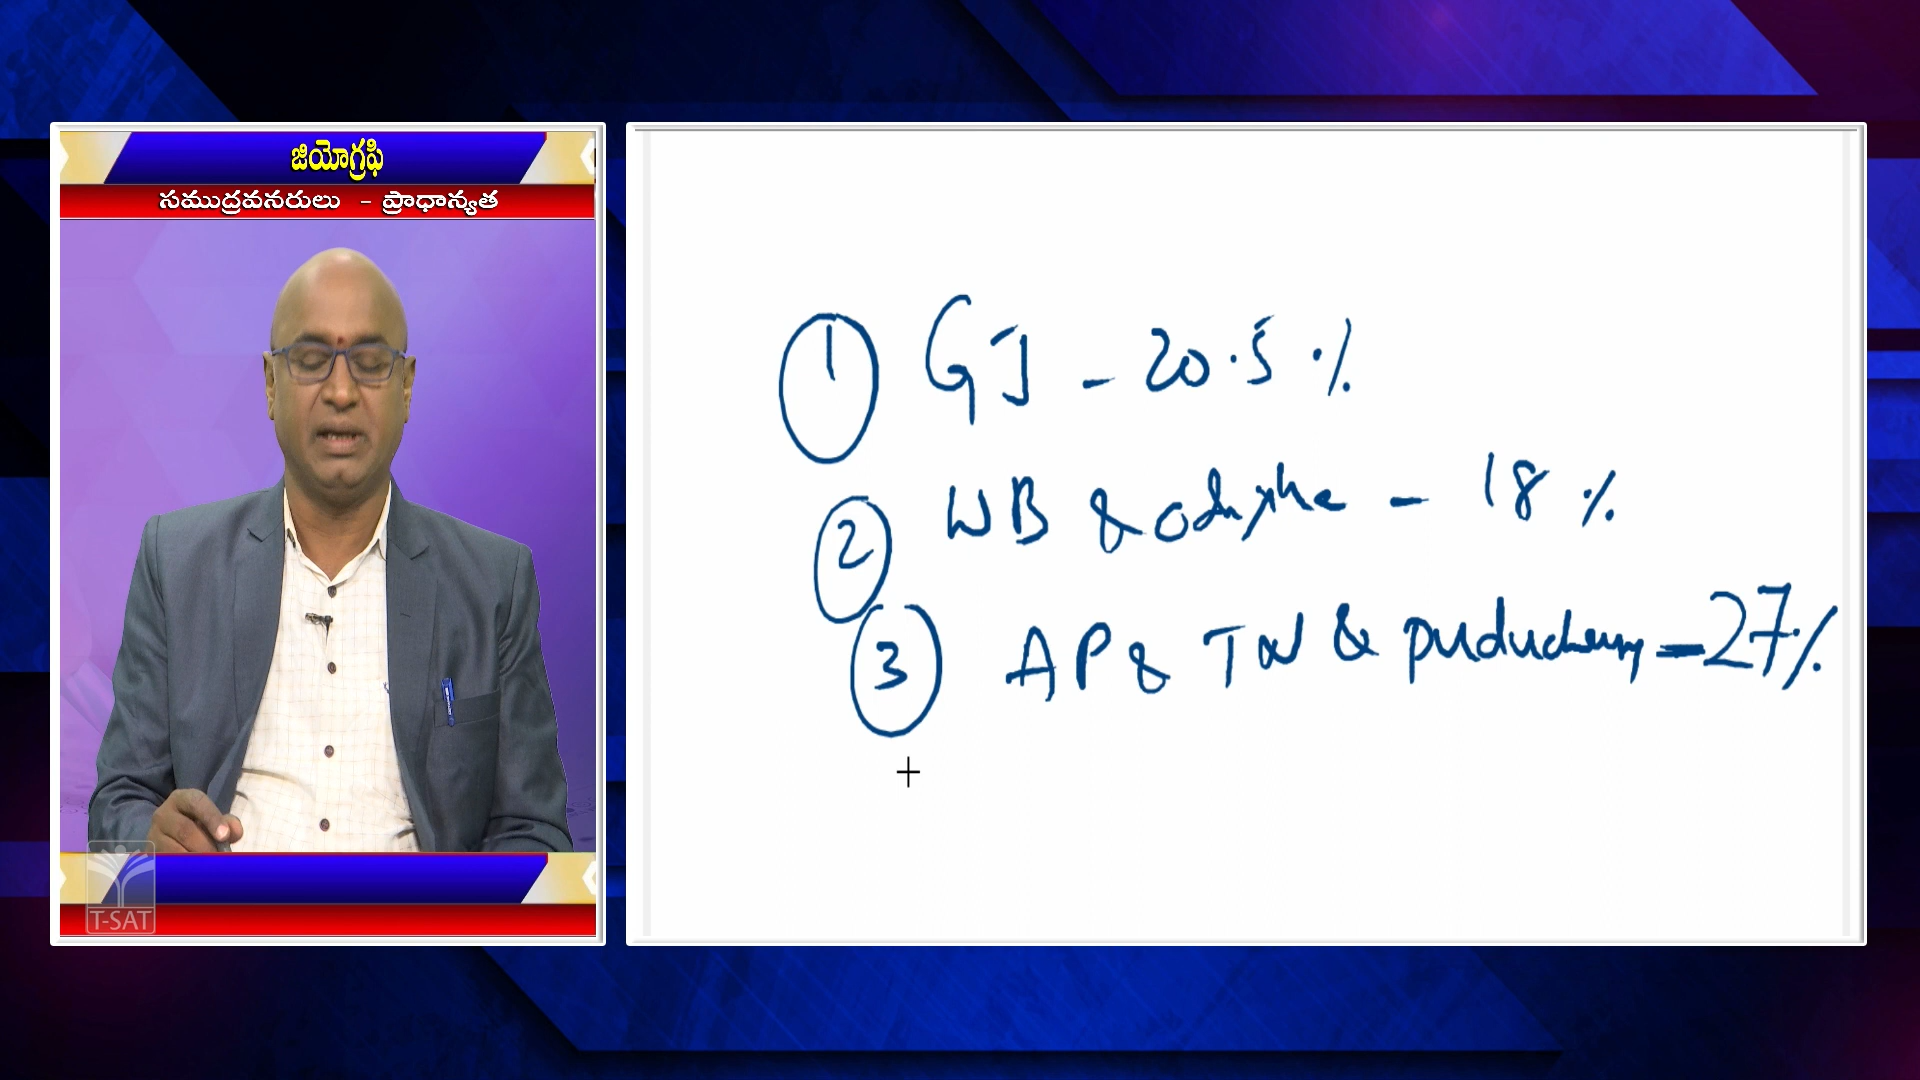 జియోగ్రఫి
సముద్రవనరులు - ప్రాధాన్యత
1 GJ - 20.5 %
2 WB & Odisha - 18 %
3 AP & TN & puducherry - 27%
T-SAT